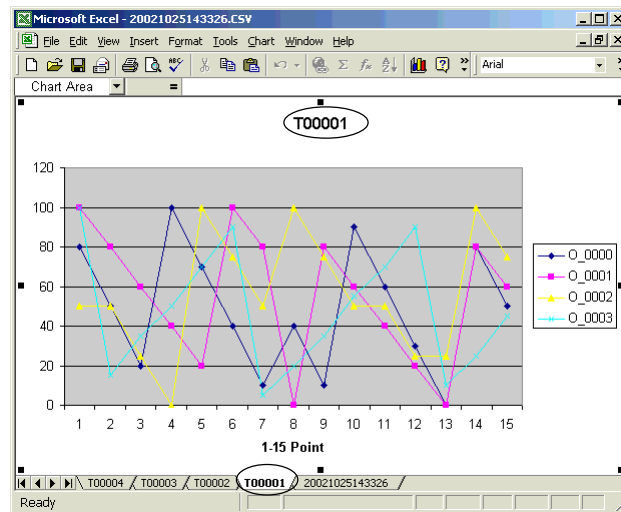 Microsoft Excel - 20021025143326.CSV
File Edit View Insert Format Tools Chart Window Help
Arial
Chart Area =
T00001
120
100
80
60
40
20
0
O_0000
O_0001
O_0002
O_0003
1 2 3 4 5 6 7 8 9 10 11 12 13 14 15
1-15 Point
T00004 T00003 T00002 T00001 20021025143326
Ready